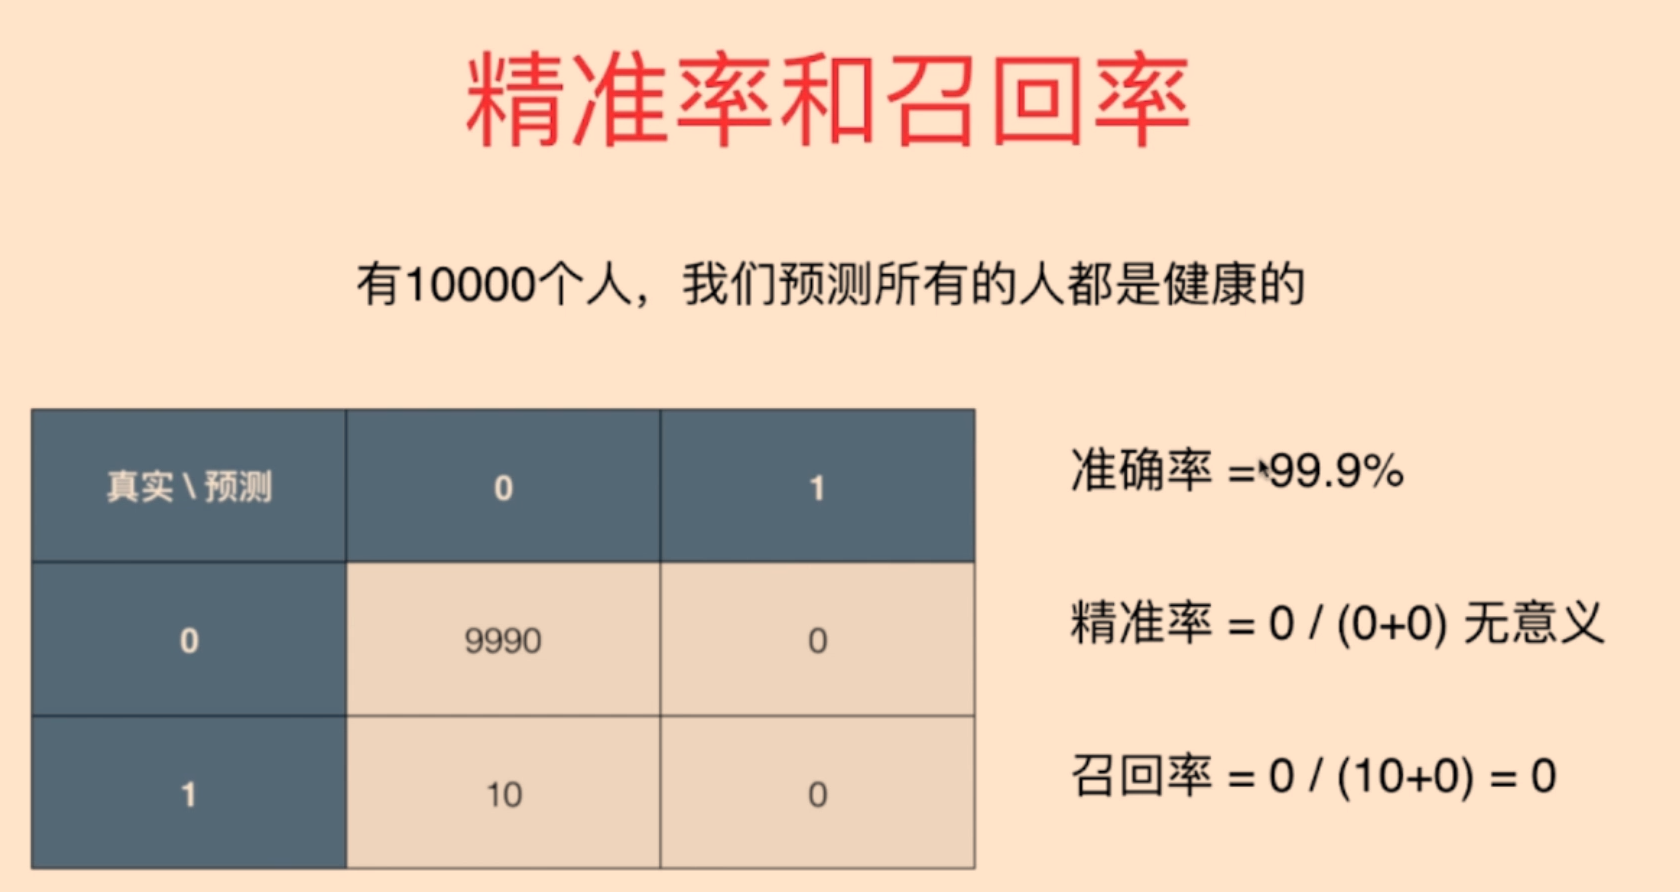 精准率和召回率
有10000个人，我们预测所有的人都是健康的
真实 \ 预测 0 1
0 9990 0
1 10 0
准确率 = 99.9%
精准率 = 0 / (0+0) 无意义
召回率 = 0 / (10+0) = 0